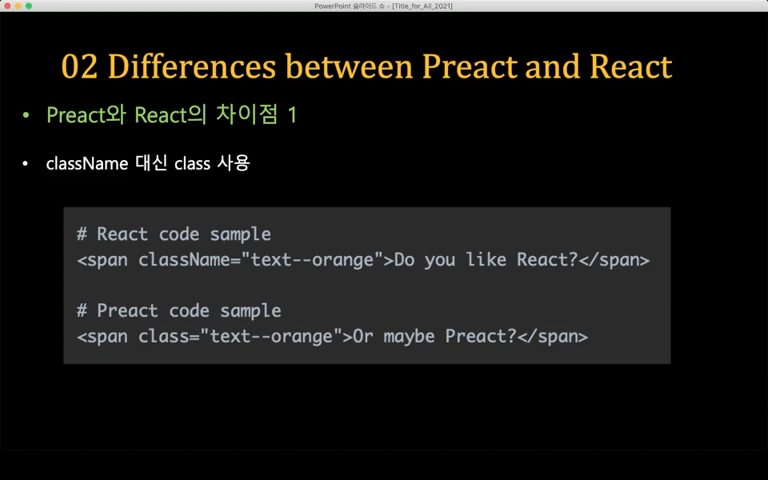 PowerPoint 슬라이드 쇼 - [Title_for_All_2021]
02 Differences between Preact and React
• Preact와 React의 차이점 1
• className 대신 class 사용
# React code sample
<span className="text--orange">Do you like React?</span>
# Preact code sample
<span class="text--orange">Or maybe Preact?</span>